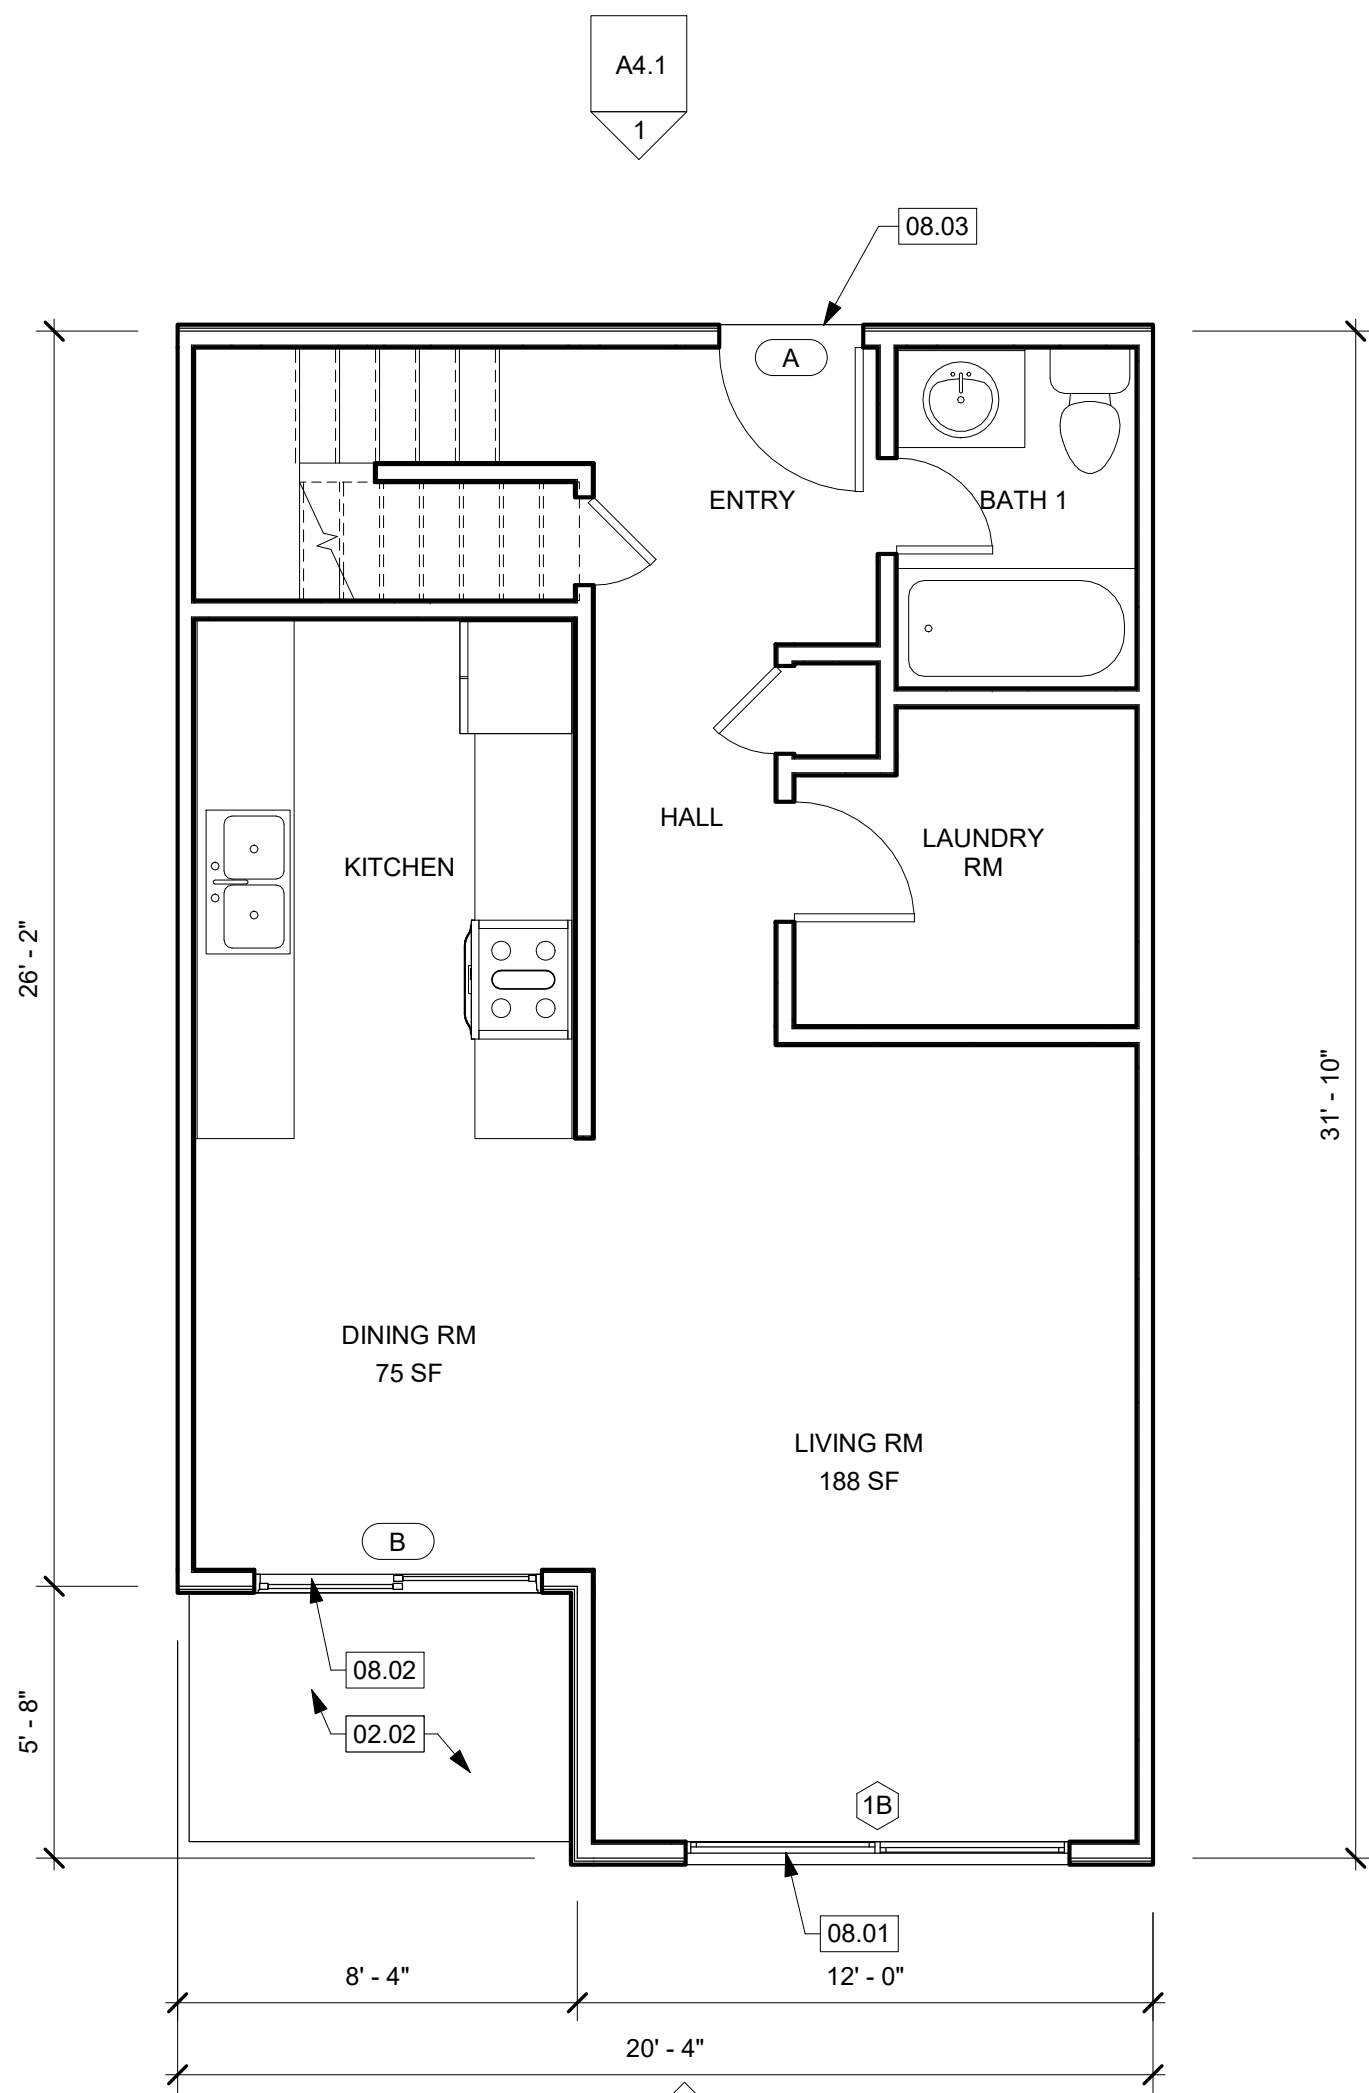 A4.1
1
08.03
A
ENTRY
BATH 1
HALL
LAUNDRY
RM
KITCHEN
26' - 2"
31' - 10"
DINING RM
75 SF
LIVING RM
188 SF
B
08.02
02.02
5' - 8"
1B
08.01
8' - 4"
12' - 0"
20' - 4"